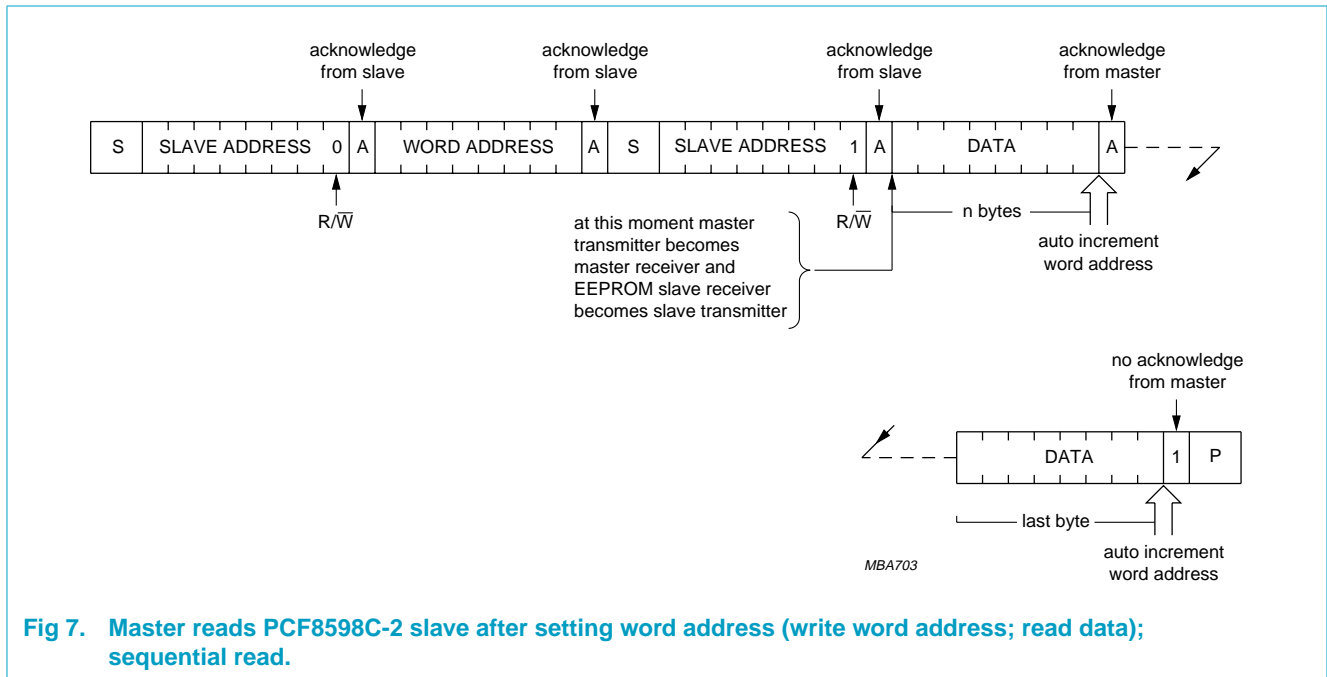 acknowledge
from slave
acknowledge
from slave
acknowledge
from slave
acknowledge
from master
S SLAVE ADDRESS 0 A WORD ADDRESS A S SLAVE ADDRESS 1 A DATA A
R/W̅
R/W̅
at this moment master
transmitter becomes
master receiver and
EEPROM slave receiver
becomes slave transmitter
n bytes
auto increment
word address
no acknowledge
from master
DATA 1 P
last byte
auto increment
word address
MBA703
Fig 7. Master reads PCF8598C-2 slave after setting word address (write word address; read data);
sequential read.